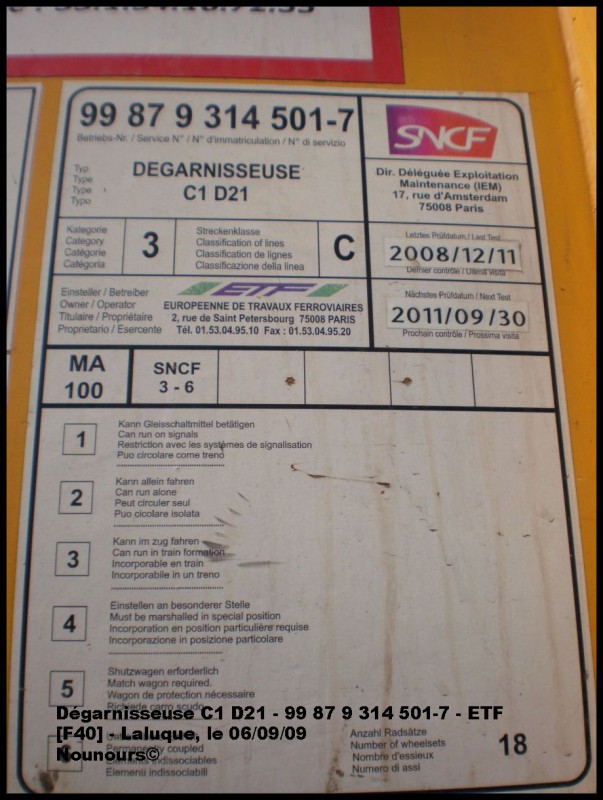 99 87 9 314 501-7
Betriebs-Nr. / Service N° / N° d'immatriculation / N° di servizio
SNCF
Typ
Type
Type
Typo
DEGARNISSEUSE
C1 D21
Dir. Déléguée Exploitation
Maintenance (IEM)
17, rue d'Amsterdam
75008 Paris
Kategorie
Category
Catégorie
Catégoria
3
Streckenklasse
Classification of lines
Classification de lignes
Classificazione della linea
C
Letztes Prüfdatum / Last Test
2008/12/11
Dernier contrôle / Ultima visita
Einsteller / Betreiber
Owner / Operator
Titulaire / Propriétaire
Proprietario / Esercente
ETF
EUROPEENNE DE TRAVAUX FERROVIAIRES
2, rue de Saint Petersbourg 75008 PARIS
Tél. 01.53.04.95.10 Fax : 01.53.04.95.20
Nächstes Prüfdatum / Next Test
2011/09/30
Prochain contrôle / Prossima visita
MA
100
SNCF
3 - 6
1
Kann Gleisschaltmittel betätigen
Can run on signals
Restriction avec les systèmes de signalisation
Puo circolare come treno
2
Kann allein fahren
Can run alone
Peut circuler seul
Puo cicolare isolata
3
Kann im zug fahren
Can run in train formation
Incorporable en train
Incorporabile in un treno
4
Einstellen an besonderer Stelle
Must be marshalled in special position
Incorporation en position particulière requise
Incorporazione in posizione particolare
5
Schutzwagen erforderlich
Match wagon required.
Wagon de protection nécessaire
Richiede carro scudo
Permanently coupled
Elements indissociables
Elementi indissociabili
Anzahl Radsätze
Number of wheelsets
Nombre d'essieux
Numero di assi
18
Dégarnisseuse C1 D21 - 99 87 9 314 501-7 - ETF
[F40] - Laluque, le 06/09/09
Nounours©